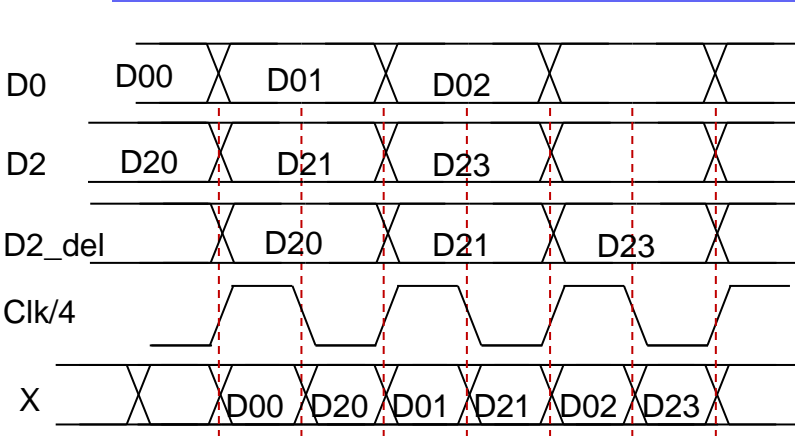 D0 D00 D01 D02
D2 D20 D21 D23
D2_del D20 D21 D23
Clk/4
X D00 D20 D01 D21 D02 D23